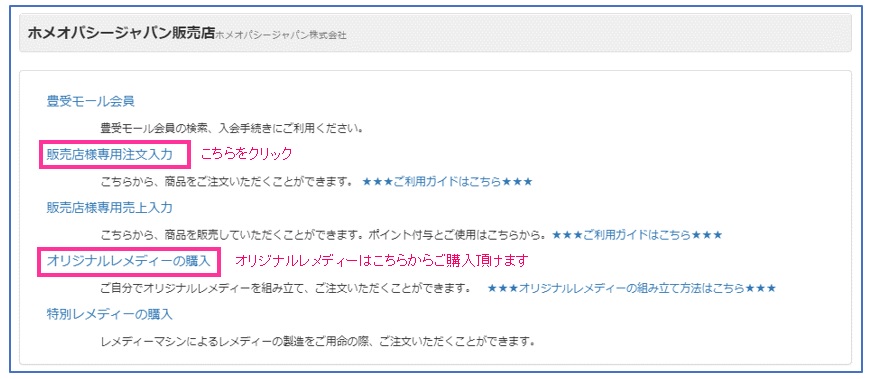 ホメオパシージャパン販売店ホメオパシージャパン株式会社
豊受モール会員
豊受モール会員の検索、入会手続きにご利用ください。
販売店様専用注文入力 こちらをクリック
こちらから、商品をご注文いただくことができます。 ★★★ご利用ガイドはこちら★★★
販売店様専用売上入力
こちらから、商品を販売していただくことができます。ポイント付与とご使用はこちらから。★★★ご利用ガイドはこちら★★★
オリジナルレメディーの購入 オリジナルレメディーはこちらからご購入頂けます
ご自分でオリジナルレメディーを組み立て、ご注文いただくことができます。 ★★★オリジナルレメディーの組み立て方法はこちら★★★
特別レメディーの購入
レメディーマシンによるレメディーの製造をご用命の際、ご注文いただくことができます。